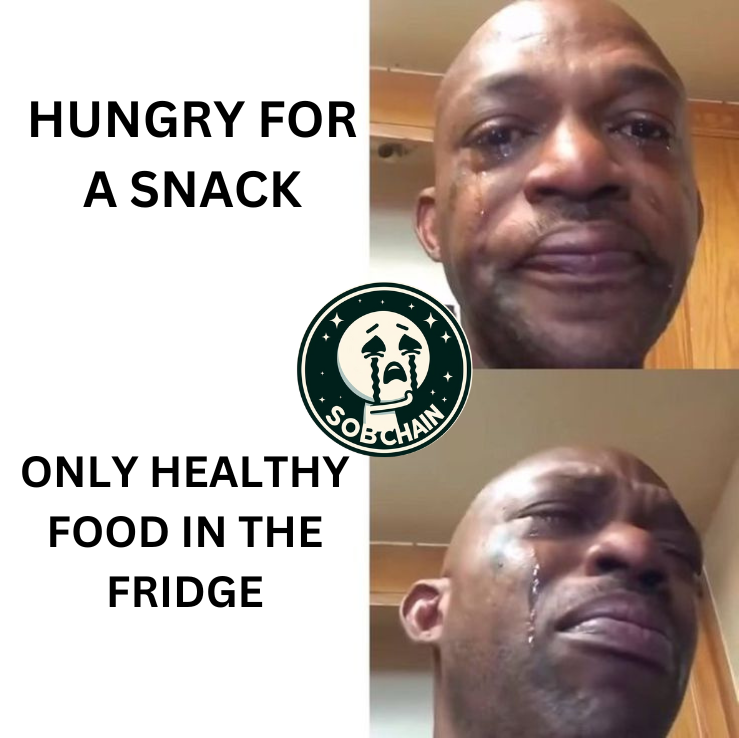 HUNGRY FOR
A SNACK
SOBCHAIN
ONLY HEALTHY
FOOD IN THE
FRIDGE